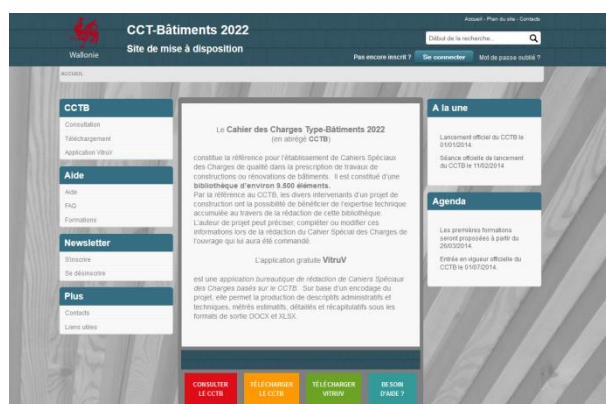 Accueil - Plan du site - Contacts
CCT-Bâtiments 2022
Début de la recherche...
Site de mise à disposition
Wallonie
Pas encore inscrit ?
Se connecter
Mot de passe oublié ?
ACCUEIL
CCTB
Consultation
Téléchargement
Application VitruV
Aide
Aide
FAQ
Formations
Newsletter
S'inscrire
Se désinscrire
Plus
Contacts
Liens utiles
Le Cahier des Charges Type-Bâtiments 2022
(en abrégé CCTB)
constitue la référence pour l'établissement de Cahiers Spéciaux
des Charges de qualité dans la prescription de travaux de
constructions ou rénovations de bâtiments. Il est constitué d'une
bibliothèque d'environ 9.500 éléments.
Par la référence au CCTB, les divers intervenants d'un projet de
construction ont la possibilité de bénéficier de l'expertise technique
accumulée au travers de la rédaction de cette bibliothèque.
L'auteur de projet peut préciser, compléter ou modifier ces
informations lors de la rédaction du Cahier Spécial des Charges de
l'ouvrage qui lui aura été commandé.
L'application gratuite VitruV
est une application bureautique de rédaction de Cahiers Spéciaux
des Charges basés sur le CCTB. Sur base d'un encodage du
projet, elle permet la production de descriptifs administratifs et
techniques, métrés estimatifs, détaillés et récapitulatifs sous les
formats de sortie DOCX et XLSX.
A la une
Lancement officiel du CCTB le
01/01/2014.
Séance officielle de lancement
du CCTB le 11/02/2014
Agenda
Les premières formations
seront proposées à partir du
26/03/2014.
Entrée en vigueur officielle du
CCTB le 01/07/2014.
CONSULTER
LE CCTB
TÉLÉCHARGER
LE CCTB
TÉLÉCHARGER
VITRUV
BESOIN
D'AIDE ?